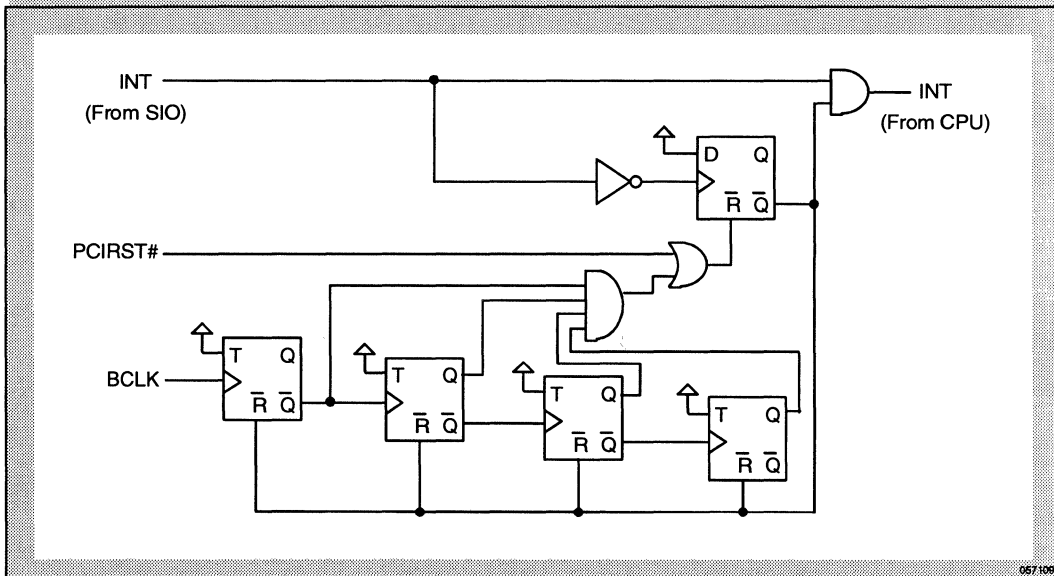 INT
(From SIO)
INT
(From CPU)
D Q
R̅ Q̅
PCIRST#
BCLK
T Q
R̅ Q̅
T Q
R̅ Q̅
T Q
R̅ Q̅
T Q
R̅ Q̅
057109